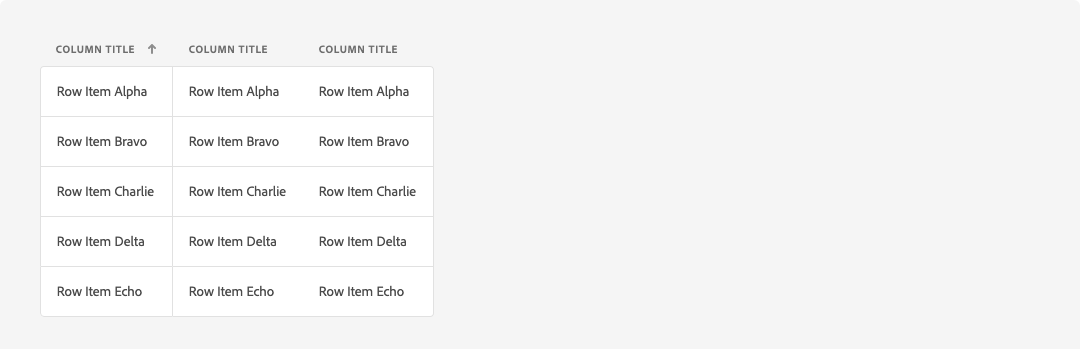 COLUMN TITLE COLUMN TITLE COLUMN TITLE
Row Item Alpha Row Item Alpha Row Item Alpha
Row Item Bravo Row Item Bravo Row Item Bravo
Row Item Charlie Row Item Charlie Row Item Charlie
Row Item Delta Row Item Delta Row Item Delta
Row Item Echo Row Item Echo Row Item Echo